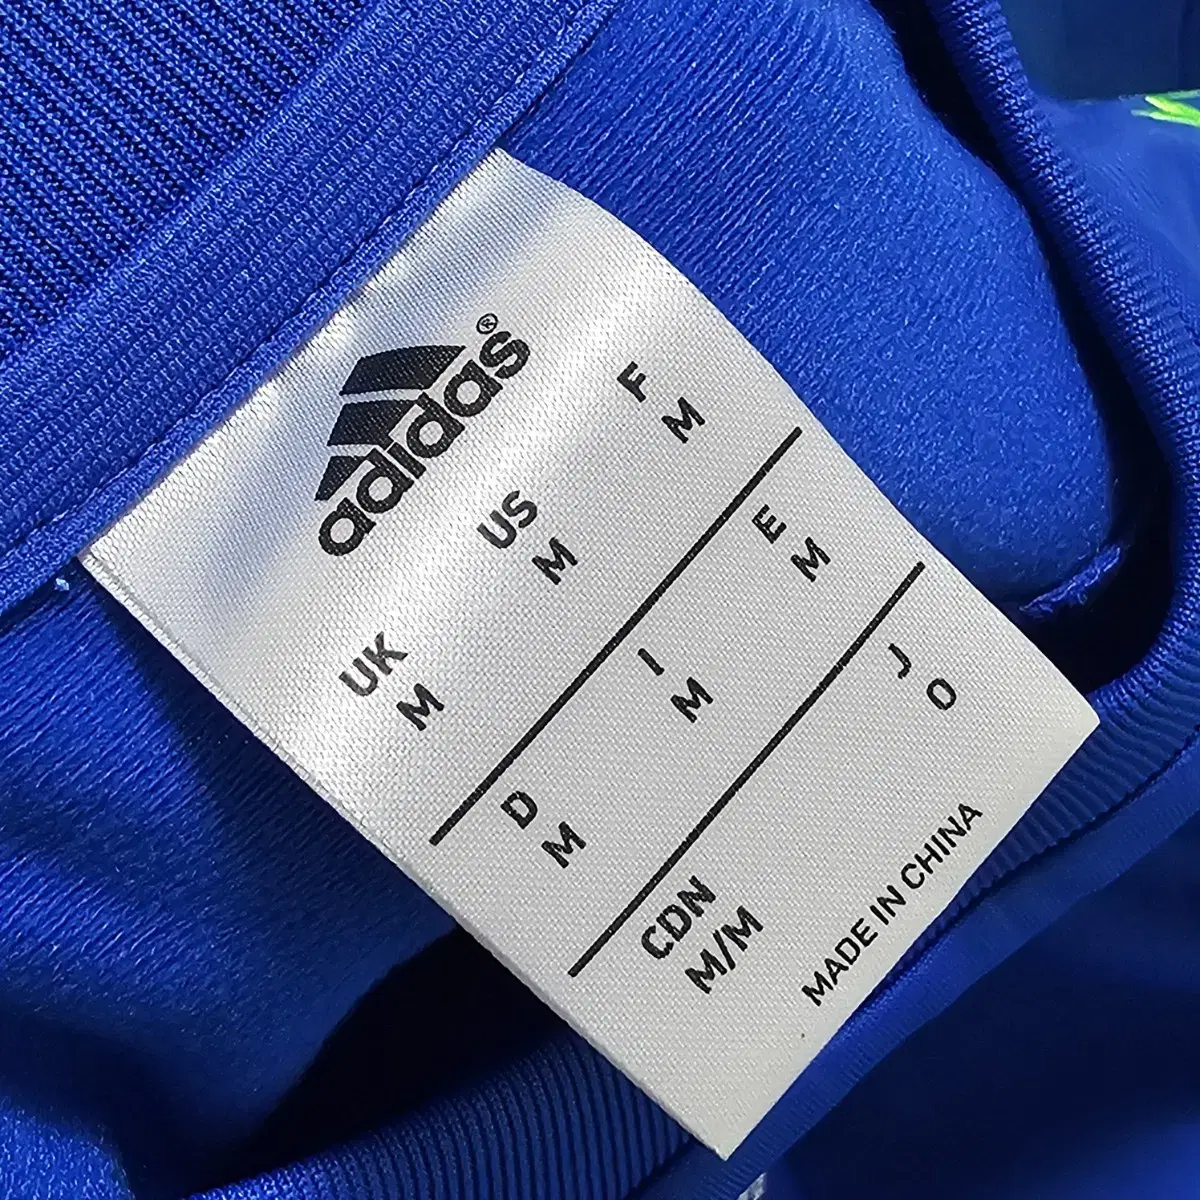 adidas®
UK US F
M M M
D I E
M M M
CDN J
M/M O
MADE IN CHINA